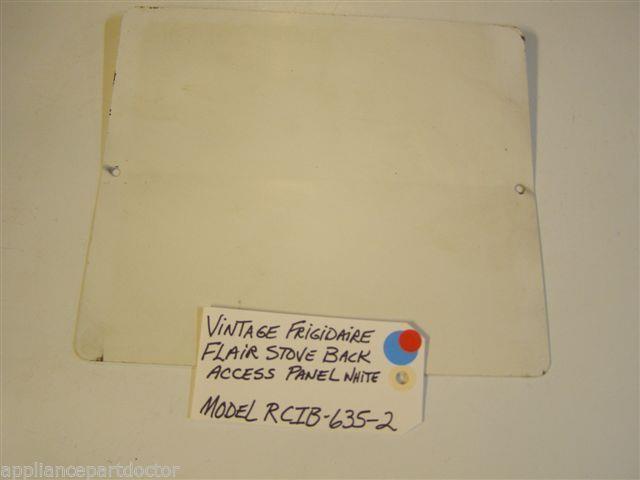 VINTAGE FRIGIDAIRE
FLAIR STOVE BACK
ACCESS PANEL WHITE
MODEL RCIB-635-2
appliancepartdoctor